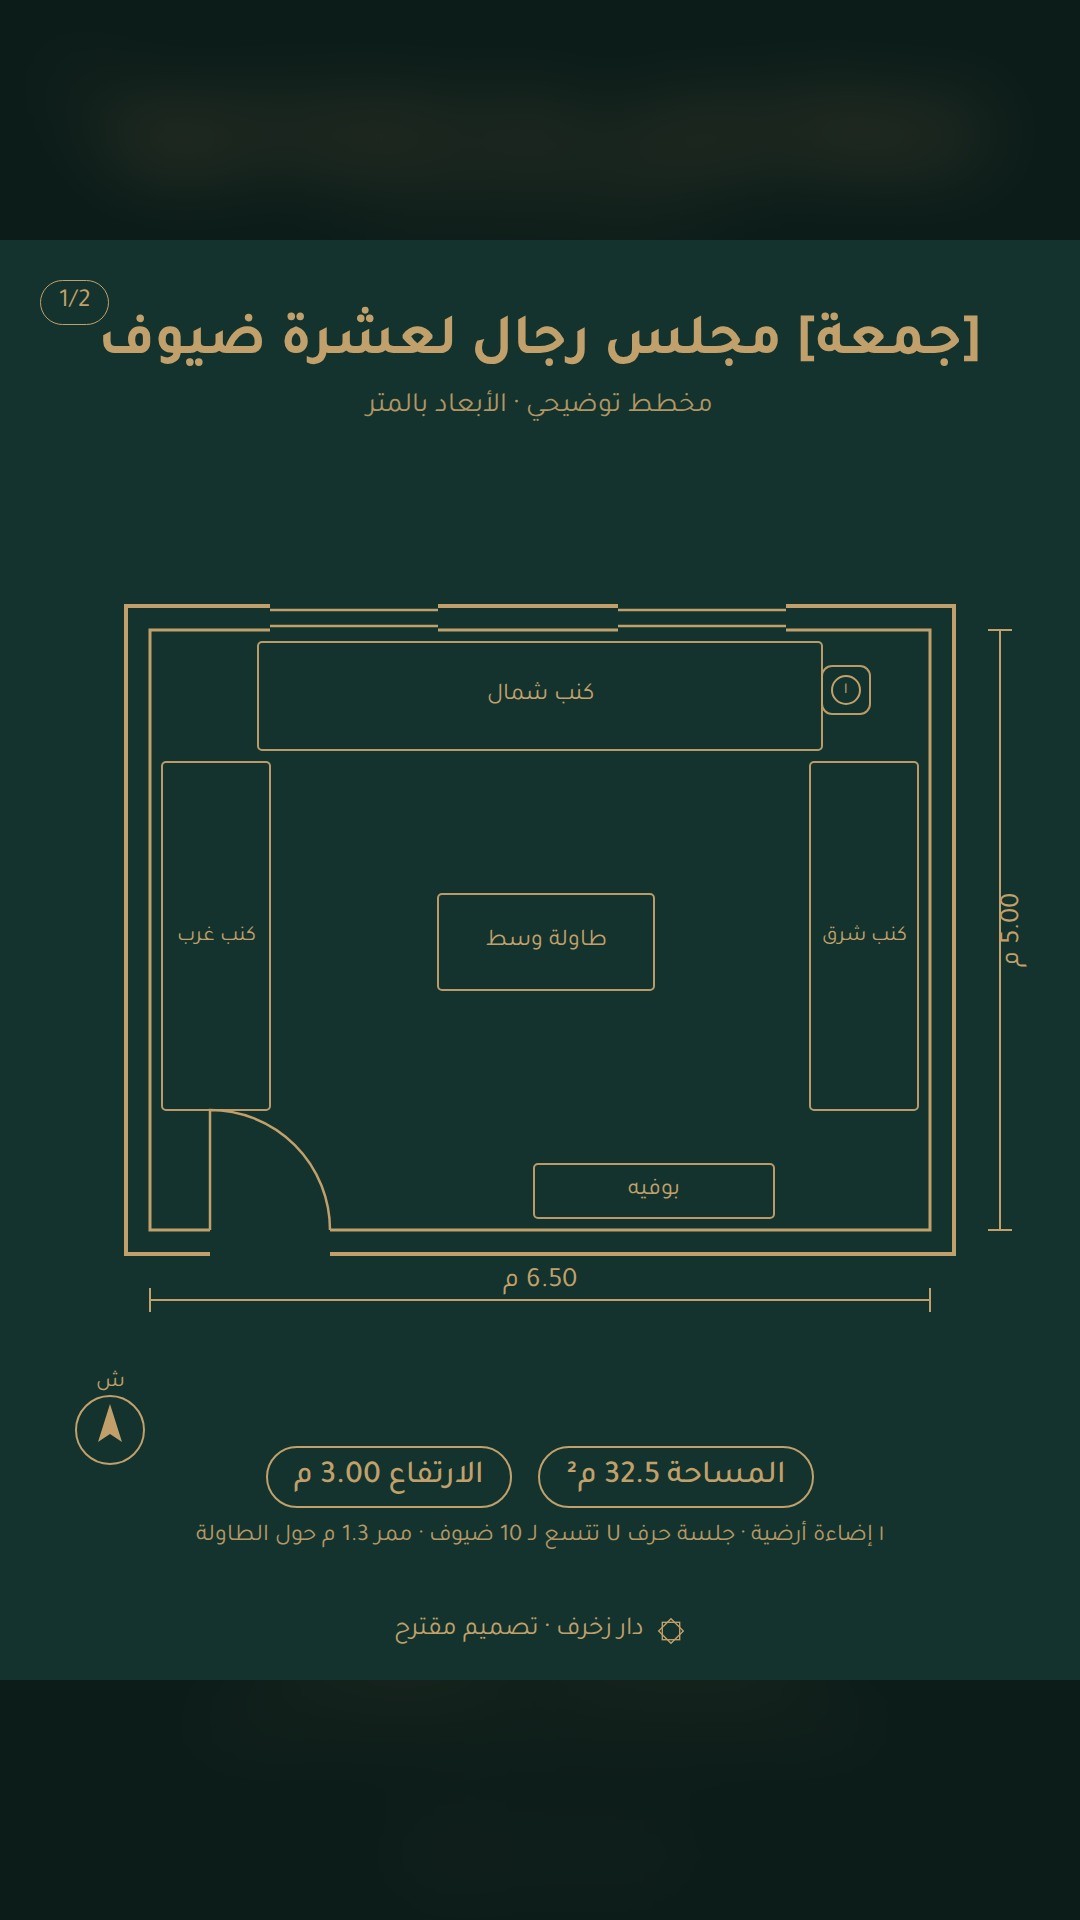 1/2
[جمعة] مجلس رجال لعشرة ضيوف
مخطط توضيحي · الأبعاد بالمتر
كنب شمال
ا
كنب غرب
طاولة وسط
كنب شرق
5.00 م
بوفيه
6.50 م
ش
المساحة 32.5 م²
الارتفاع 3.00 م
ا إضاءة أرضية · جلسة حرف U تتسع لـ 10 ضيوف · ممر 1.3 م حول الطاولة
دار زخرف · تصميم مقترح